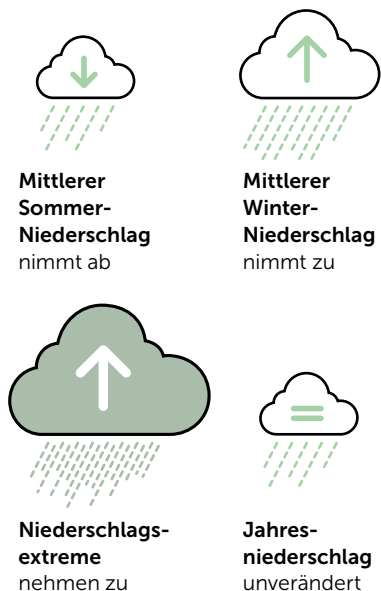 Mittlerer
Sommer-
Niederschlag
nimmt ab
Mittlerer
Winter-
Niederschlag
nimmt zu
Niederschlags-
extreme
nehmen zu
Jahres-
niederschlag
unverändert